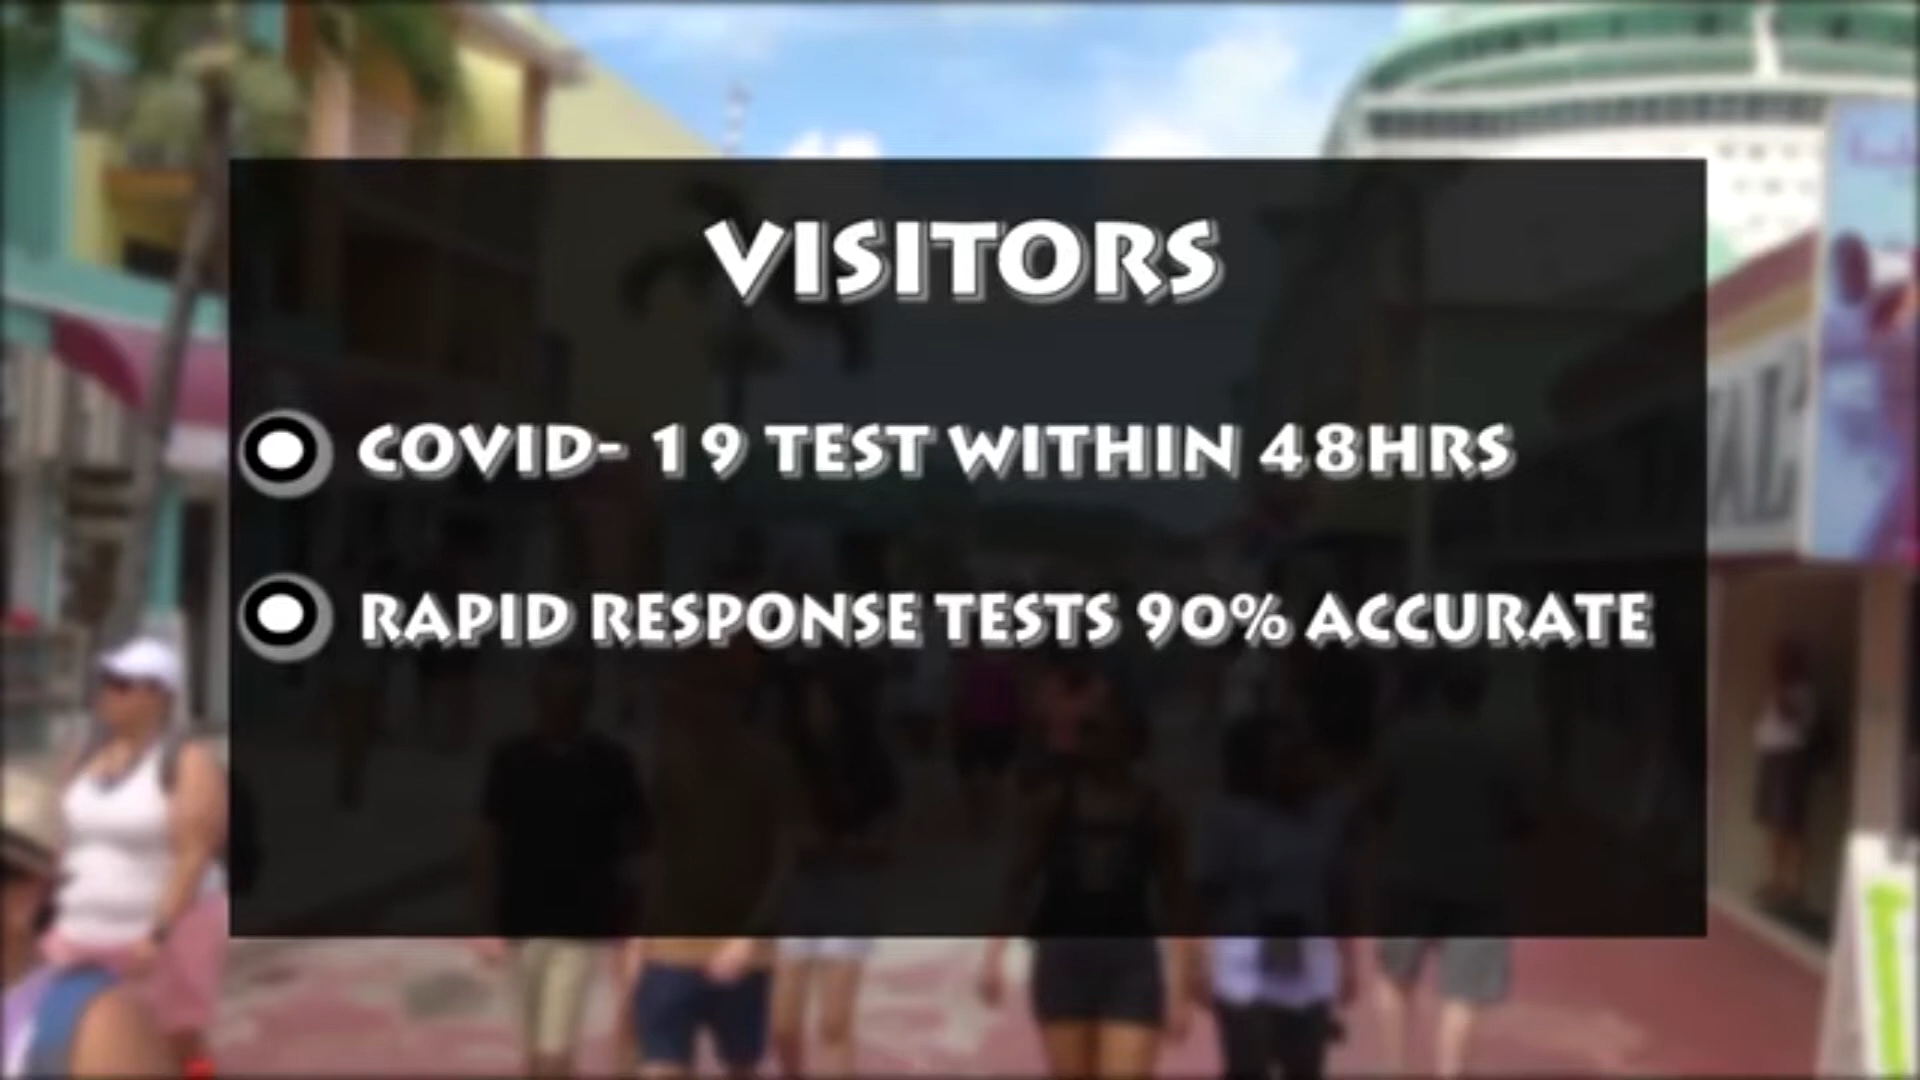 VISITORS
COVID- 19 TEST WITHIN 48HRS
RAPID RESPONSE TESTS 90% ACCURATE